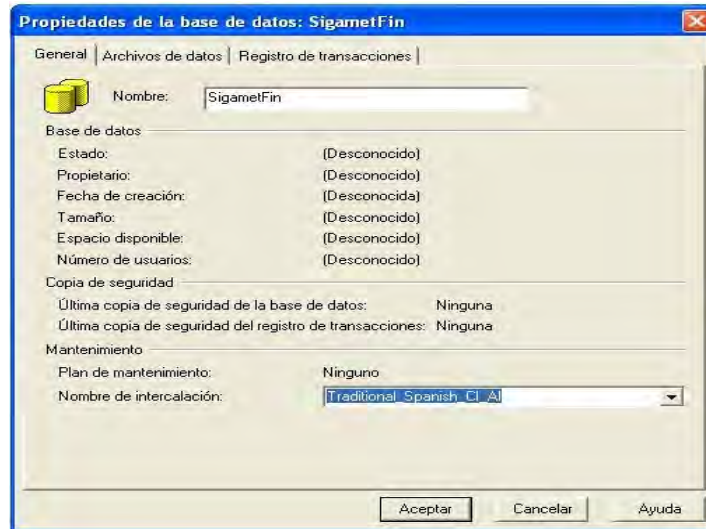 Propiedades de la base de datos: SigametFin
General Archivos de datos Registro de transacciones
Nombre: SigametFin
Base de datos
Estado: (Desconocido)
Propietario: (Desconocido)
Fecha de creación: (Desconocida)
Tamaño: (Desconocido)
Espacio disponible: (Desconocido)
Número de usuarios: (Desconocido)
Copia de seguridad
Última copia de seguridad de la base de datos: Ninguna
Última copia de seguridad del registro de transacciones: Ninguna
Mantenimiento
Plan de mantenimiento: Ninguno
Nombre de intercalación: Traditional_Spanish_CI_AI
Aceptar Cancelar Ayuda